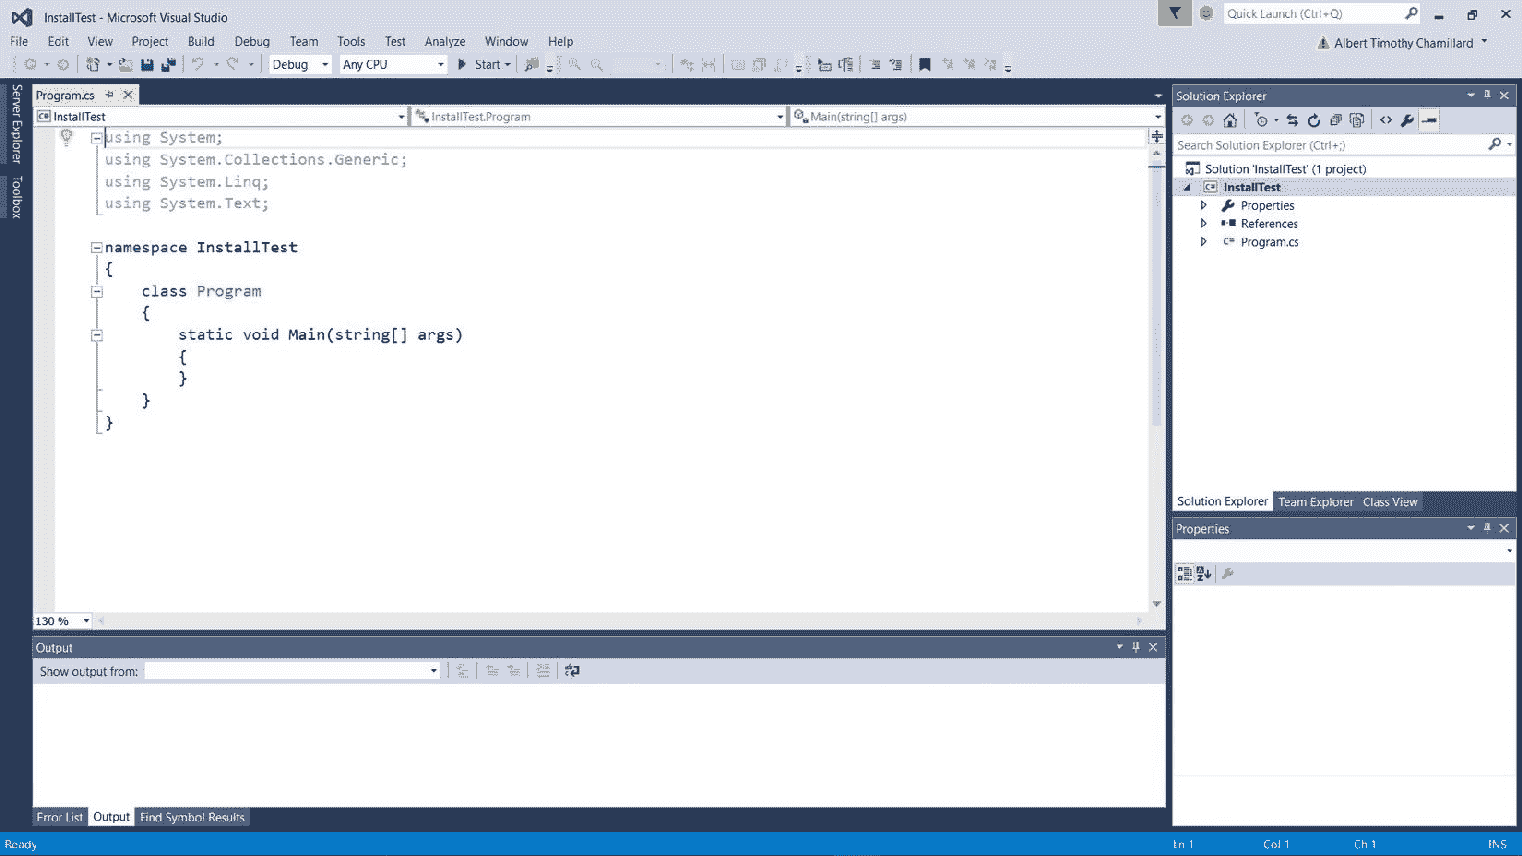 InstallTest - Microsoft Visual Studio
Quick Launch (Ctrl+Q)
File Edit View Project Build Debug Team Tools Test Analyze Window Help
Albert Timothy Chamillard
Debug Any CPU Start
Server Explorer
Toolbox
Program.cs
InstallTest InstallTest.Program Main(string[] args)
using System;
using System.Collections.Generic;
using System.Linq;
using System.Text;
namespace InstallTest
{
class Program
{
static void Main(string[] args)
{
}
}
}
130 %
Solution Explorer
Search Solution Explorer (Ctrl+;)
Solution 'InstallTest' (1 project)
InstallTest
Properties
References
C# Program.cs
Solution Explorer Team Explorer Class View
Properties
Output
Show output from:
Error List Output Find Symbol Results
Ready Ln 1 Col 1 Ch 1 INS